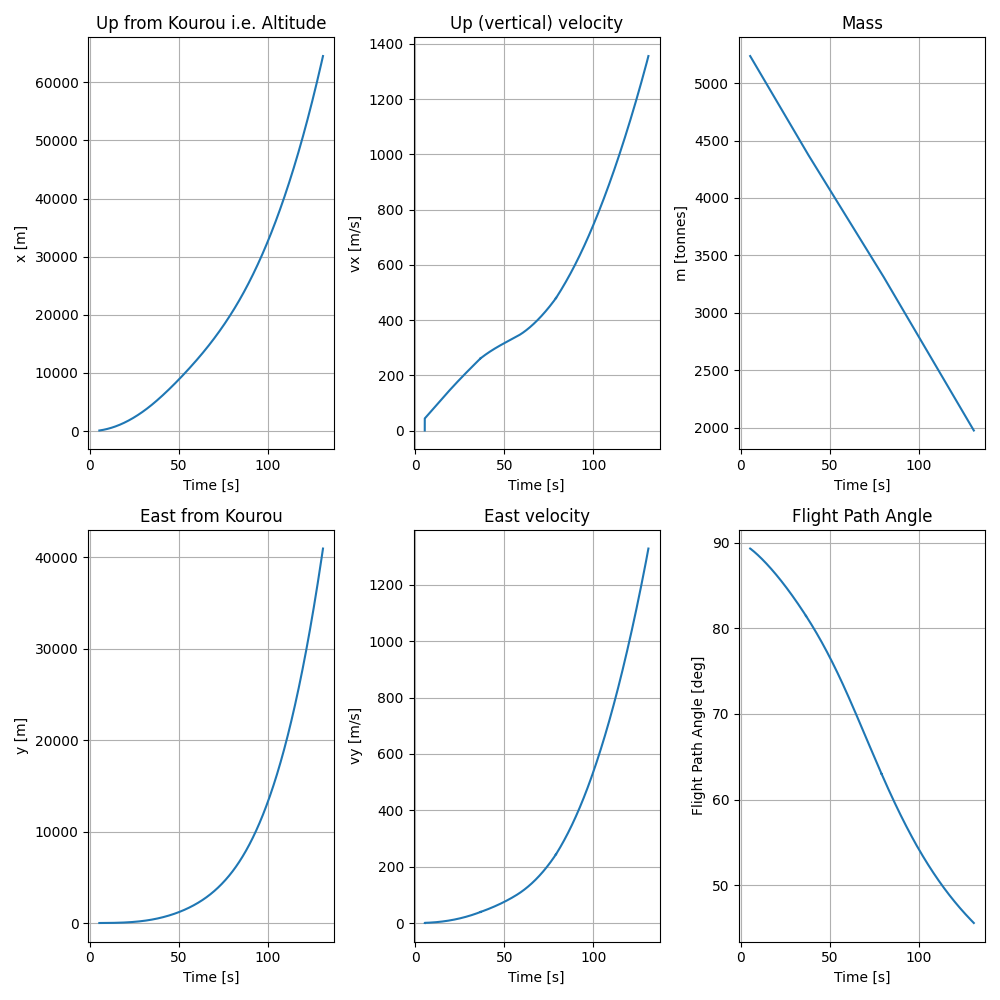 Up from Kourou i.e. Altitude
x [m]
60000
50000
40000
30000
20000
10000
0
0 50 100
Time [s]
Up (vertical) velocity
vx [m/s]
1400
1200
1000
800
600
400
200
0
0 50 100
Time [s]
Mass
m [tonnes]
5000
4500
4000
3500
3000
2500
2000
0 50 100
Time [s]
East from Kourou
y [m]
40000
30000
20000
10000
0
0 50 100
Time [s]
East velocity
vy [m/s]
1200
1000
800
600
400
200
0
0 50 100
Time [s]
Flight Path Angle
Flight Path Angle [deg]
90
80
70
60
50
0 50 100
Time [s]